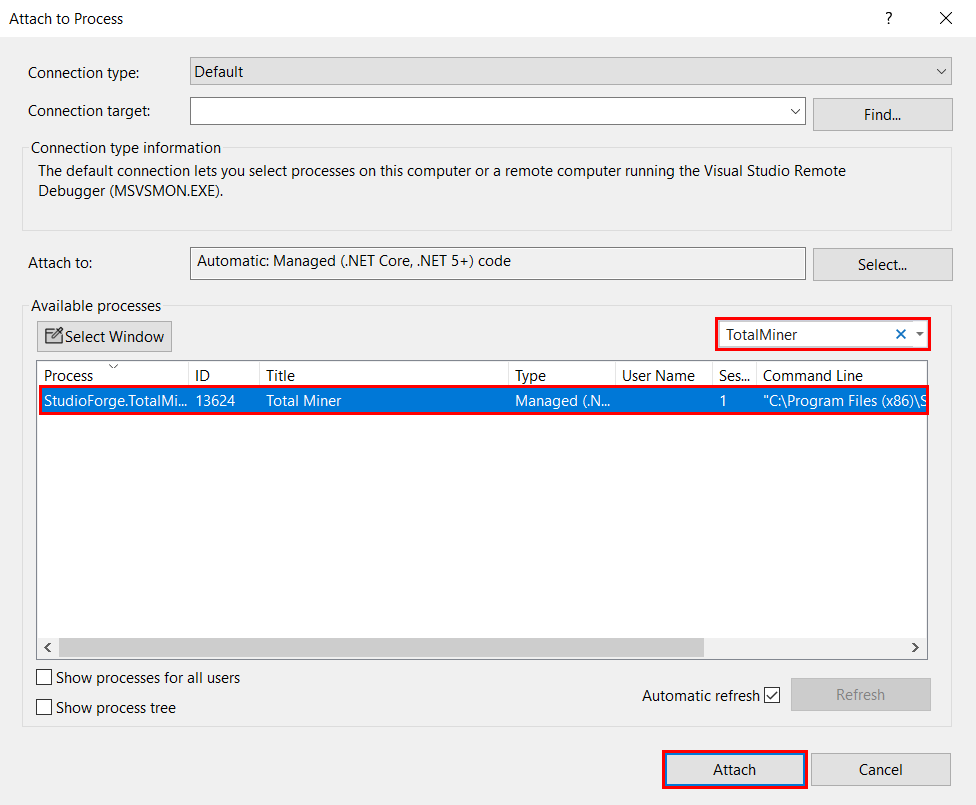 Attach to Process
?
Connection type:
Default
Connection target:
Find...
Connection type information
The default connection lets you select processes on this computer or a remote computer running the Visual Studio Remote
Debugger (MSVSMON.EXE).
Attach to:
Automatic: Managed (.NET Core, .NET 5+) code
Select...
Available processes
Select Window
TotalMiner
Process ID Title Type User Name Ses... Command Line
StudioForge.TotalMi... 13624 Total Miner Managed (.N... 1 "C:\Program Files (x86)\S
Show processes for all users
Show process tree
Automatic refresh
Refresh
Attach
Cancel